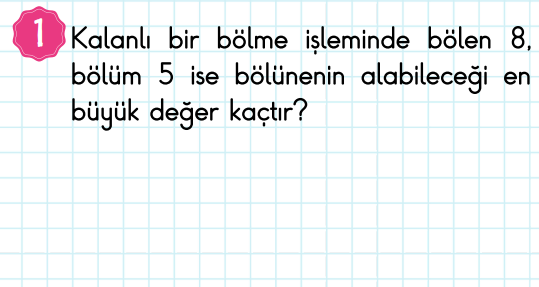 1
Kalanlı bir bölme işleminde bölen 8,
bölüm 5 ise bölünenin alabileceği en
büyük değer kaçtır?